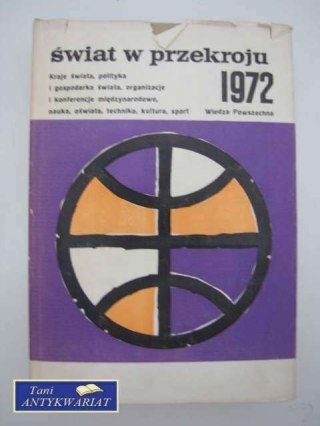 świat w przekroju
1972
Kraje świata, polityka
i gospodarka świata, organizacje
i konferencje międzynarodowe,
nauka, oświata, technika, kultura, sport
Wiedza Powszechna
Tani
ANTYKWARIAT